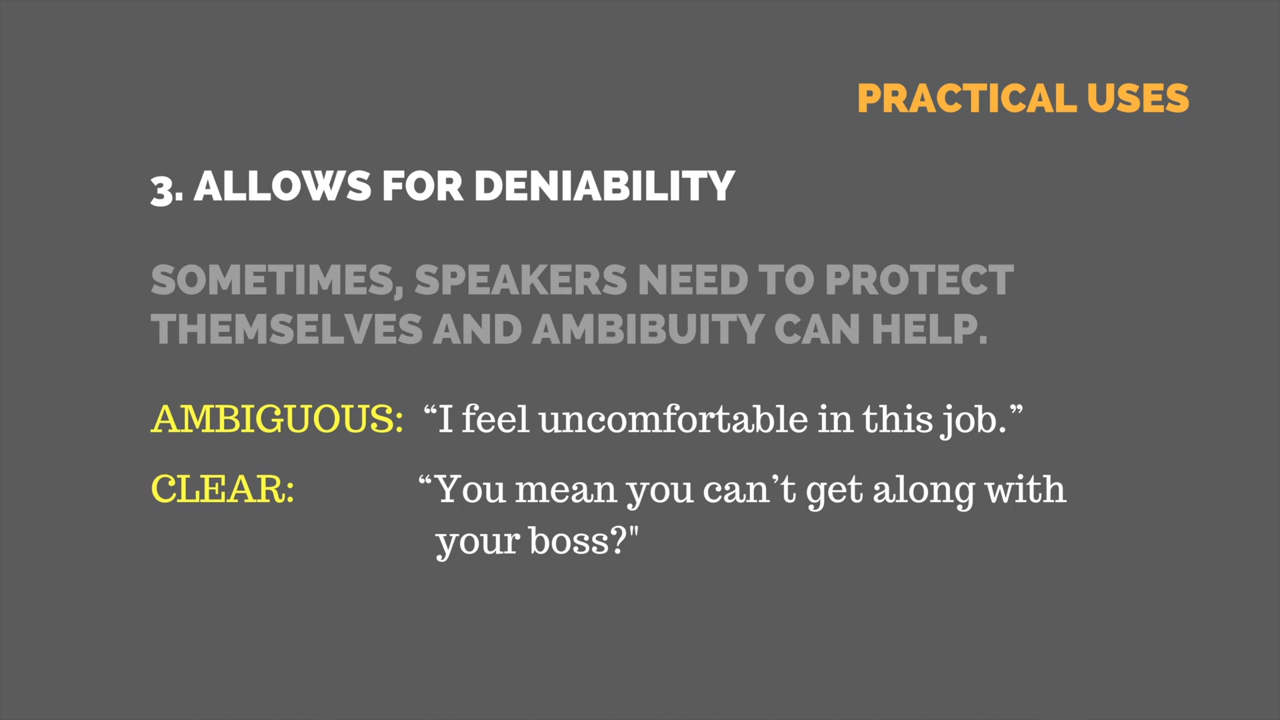 PRACTICAL USES
3. ALLOWS FOR DENIABILITY
SOMETIMES, SPEAKERS NEED TO PROTECT
THEMSELVES AND AMBIBUITY CAN HELP.
AMBIGUOUS: “I feel uncomfortable in this job.”
CLEAR: “You mean you can’t get along with
your boss?"